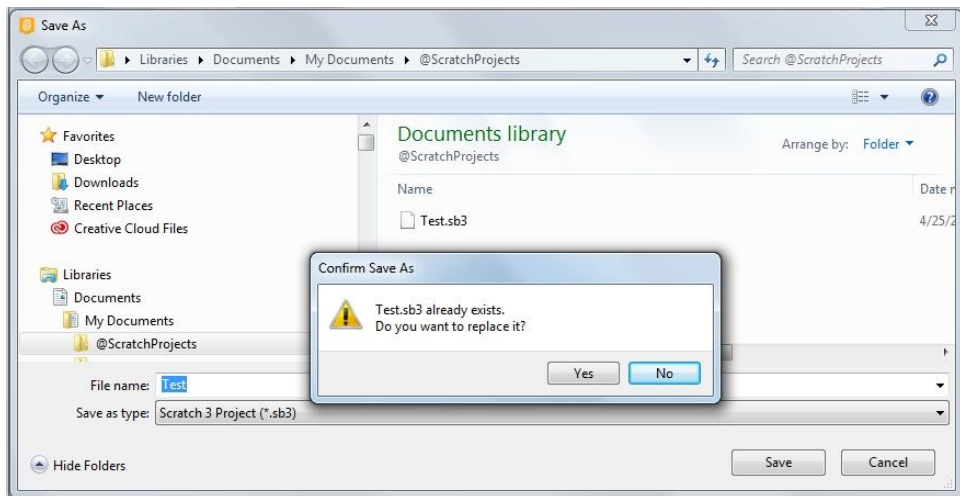 Save As
Libraries Documents My Documents @ScratchProjects
Search @ScratchProjects
Organize New folder
Favorites
Desktop
Downloads
Recent Places
Creative Cloud Files
Libraries
Documents
My Documents
@ScratchProjects
Documents library
@ScratchProjects
Arrange by: Folder
Name
Test.sb3
4/25/2
Confirm Save As
Test.sb3 already exists.
Do you want to replace it?
Yes No
File name: Test
Save as type: Scratch 3 Project (*.sb3)
Hide Folders
Save Cancel